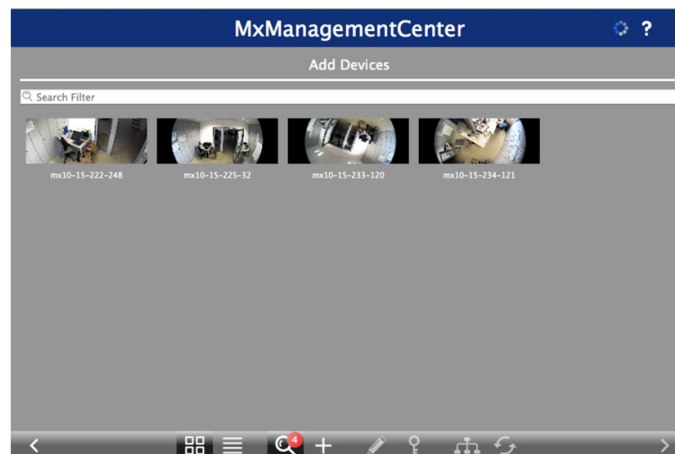 MxManagementCenter
?
Add Devices
Search Filter
mx10-15-222-248 mx10-15-225-32 mx10-15-233-120 mx10-15-234-121
4